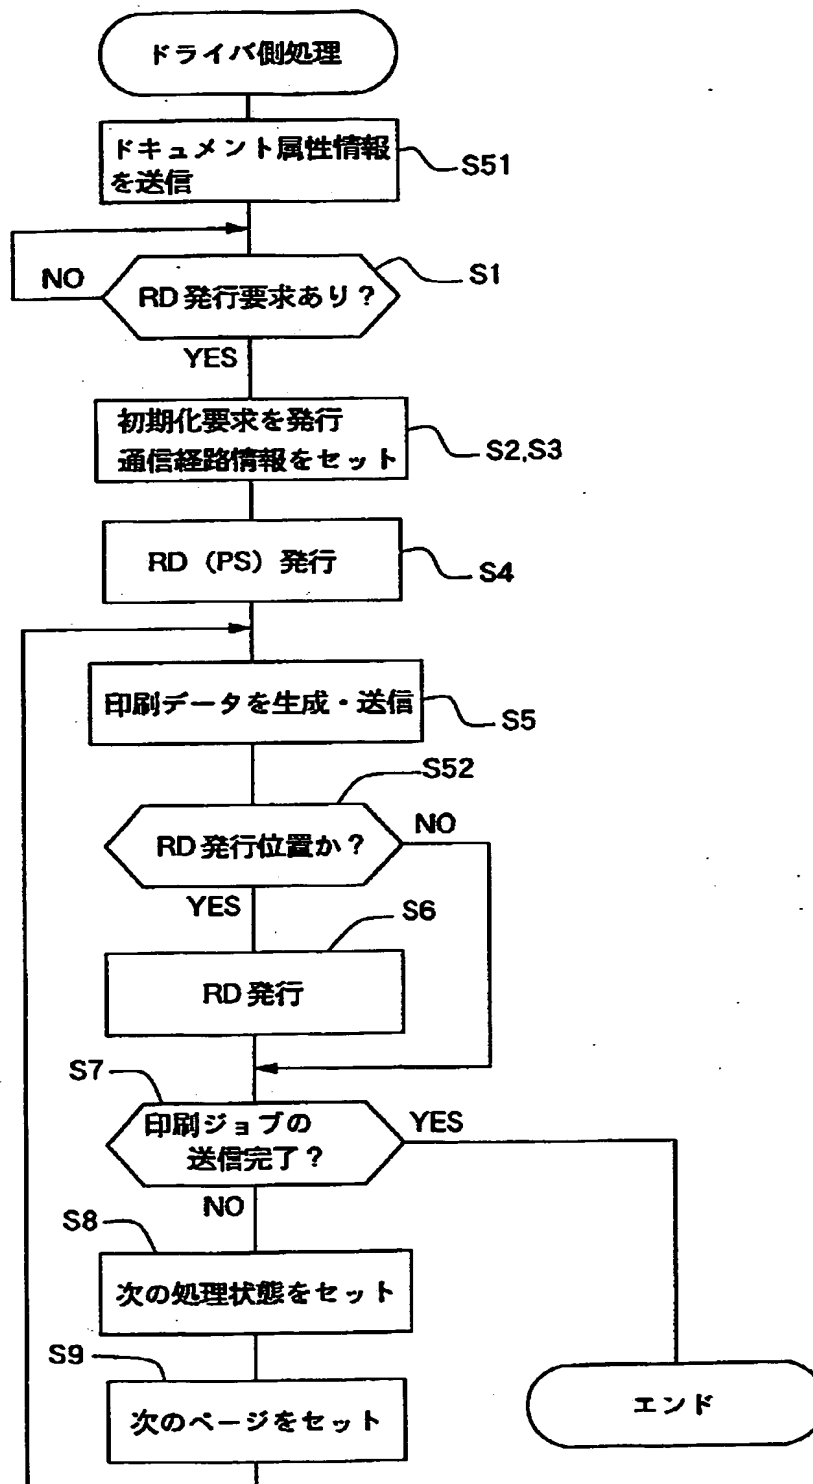 ドライバ側処理
ドキュメント属性情報
を送信
S51
RD発行要求あり?
S1
NO
YES
初期化要求を発行
通信経路情報をセット
S2,S3
RD(PS)発行
S4
印刷データを生成・送信
S5
S52
RD発行位置か?
NO
YES
S6
RD発行
S7
印刷ジョブの
送信完了?
YES
NO
S8
次の処理状態をセット
S9
次のページをセット
エンド